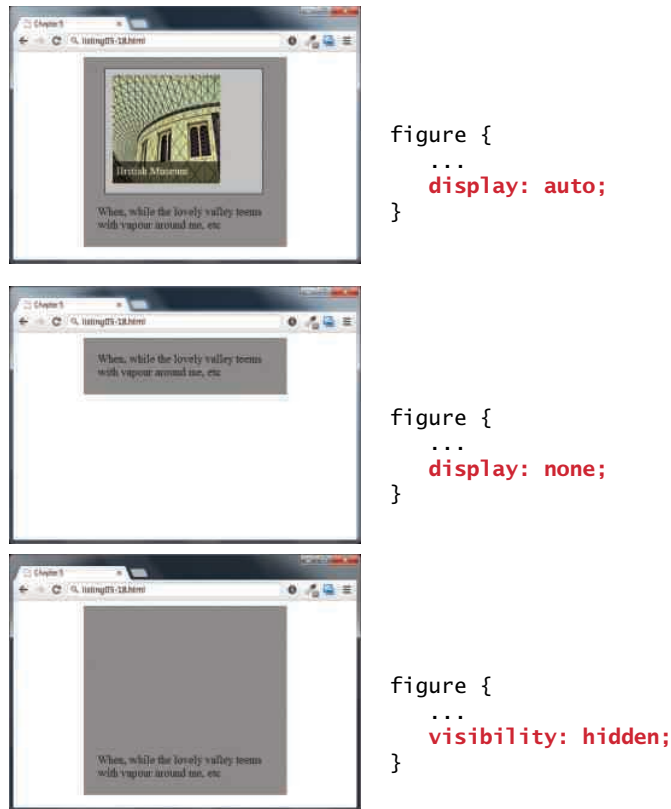 Chapter 5
listing05-18.html
British Museum
When, while the lovely valley teems
with vapour around me, etc
figure {
...
display: auto;
}
Chapter 5
listing05-18.html
When, while the lovely valley teems
with vapour around me, etc
figure {
...
display: none;
}
Chapter 5
listing05-18.html
When, while the lovely valley teems
with vapour around me, etc
figure {
...
visibility: hidden;
}